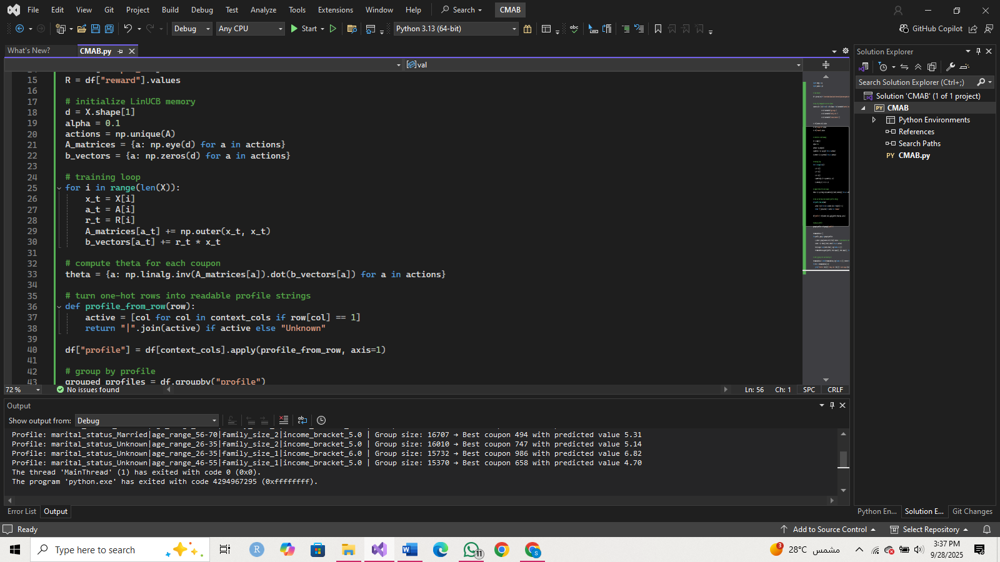 File Edit View Git Project Build Debug Test Analyze Tools Extensions Window Help Search CMAB
Debug Any CPU Start Python 3.13 (64-bit) GitHub Copilot
What's New? CMAB.py
val
15 R = df["reward"].values
16
17 # initialize LinUCB memory
18 d = X.shape[1]
19 alpha = 0.1
20 actions = np.unique(A)
21 A_matrices = {a: np.eye(d) for a in actions}
22 b_vectors = {a: np.zeros(d) for a in actions}
23
24 # training loop
25 for i in range(len(X)):
26 x_t = X[i]
27 a_t = A[i]
28 r_t = R[i]
29 A_matrices[a_t] += np.outer(x_t, x_t)
30 b_vectors[a_t] += r_t * x_t
31
32 # compute theta for each coupon
33 theta = {a: np.linalg.inv(A_matrices[a]).dot(b_vectors[a]) for a in actions}
34
35 # turn one-hot rows into readable profile strings
36 def profile_from_row(row):
37 active = [col for col in context_cols if row[col] == 1]
38 return "|".join(active) if active else "Unknown"
39
40 df["profile"] = df[context_cols].apply(profile_from_row, axis=1)
41
42 # group by profile
43 grouped_profiles = df.groupby("profile")
72 % No issues found Ln: 56 Ch: 1 SPC CRLF
Output
Show output from: Debug
Profile: marital_status_Married|age_range_56-70|family_size_2|income_bracket_5.0 | Group size: 16707 → Best coupon 494 with predicted value 5.31
Profile: marital_status_Unknown|age_range_26-35|family_size_2|income_bracket_5.0 | Group size: 16010 → Best coupon 747 with predicted value 5.14
Profile: marital_status_Unknown|age_range_26-35|family_size_1|income_bracket_6.0 | Group size: 15732 → Best coupon 986 with predicted value 6.82
Profile: marital_status_Unknown|age_range_46-55|family_size_1|income_bracket_5.0 | Group size: 15370 → Best coupon 658 with predicted value 4.70
The thread 'MainThread' (1) has exited with code 0 (0x0).
The program 'python.exe' has exited with code 4294967295 (0xffffffff).
Error List Output
Solution Explorer
Search Solution Explorer (Ctrl+;)
Solution 'CMAB' (1 of 1 project)
PY CMAB
Python Environments
References
Search Paths
PY CMAB.py
Python En... Solution E... Git Changes
Ready Add to Source Control Select Repository
Type here to search R W 11 S 3 28°C مشمس 3:37 PM
9/28/2025